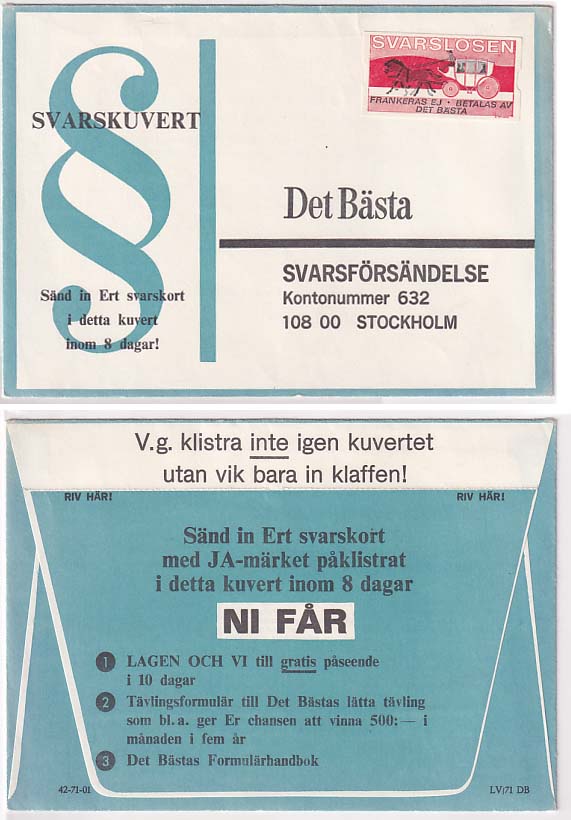 SVARSLÖSEN
FRANKERAS EJ • BETALAS AV
DET BÄSTA
§
SVARSKUVERT
Det Bästa
SVARSFÖRSÄNDELSE
Kontonummer 632
108 00 STOCKHOLM
Sänd in Ert svarskort
i detta kuvert
inom 8 dagar!
V.g. klistra inte igen kuvertet
utan vik bara in klaffen!
RIV HÄR!
RIV HÄR!
Sänd in Ert svarskort
med JA-märket påklistrat
i detta kuvert inom 8 dagar
NI FÅR
1 LAGEN OCH VI till gratis påseende
i 10 dagar
2 Tävlingsformulär till Det Bästas lätta tävling
som bl. a. ger Er chansen att vinna 500:— i
månaden i fem år
3 Det Bästas Formulärhandbok
42-71-01
LV/71 DB